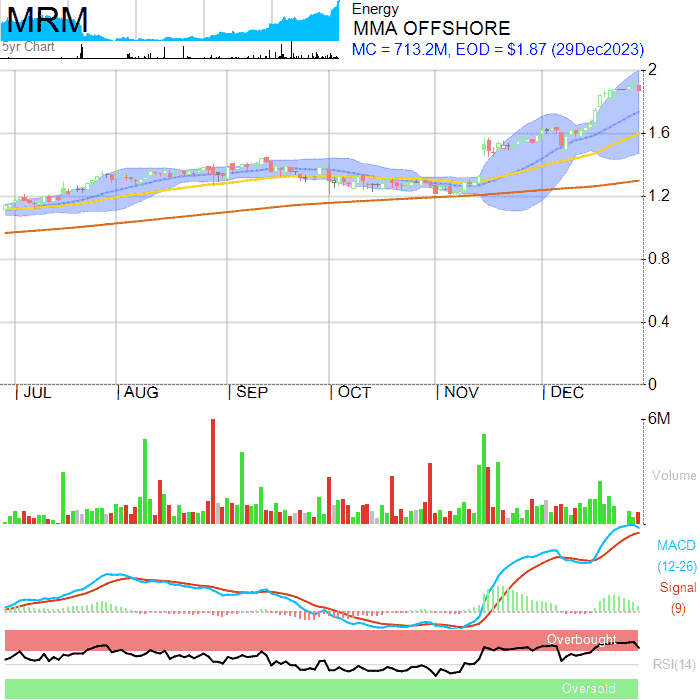 MRM
5yr Chart
Energy
MMA OFFSHORE
MC = 713.2M, EOD = $1.87 (29Dec2023)
2
1.6
1.2
0.8
0.4
0
| JUL | AUG | SEP | OCT | NOV | DEC
6M
Volume
MACD
(12-26)
Signal
(9)
Overbought
RSI(14)
Oversold